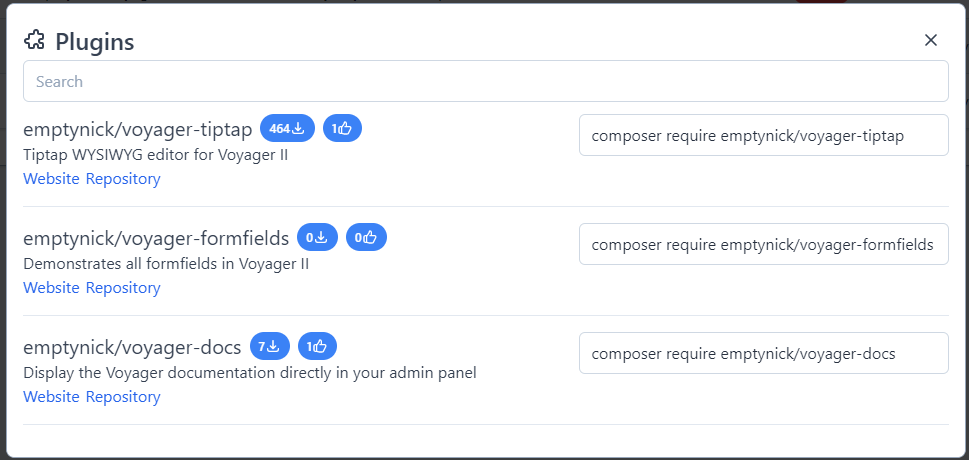 Plugins
Search
emptynick/voyager-tiptap 464 1
composer require emptynick/voyager-tiptap
Tiptap WYSIWYG editor for Voyager II
Website Repository
emptynick/voyager-formfields 0 0
composer require emptynick/voyager-formfields
Demonstrates all formfields in Voyager II
Website Repository
emptynick/voyager-docs 7 1
composer require emptynick/voyager-docs
Display the Voyager documentation directly in your admin panel
Website Repository